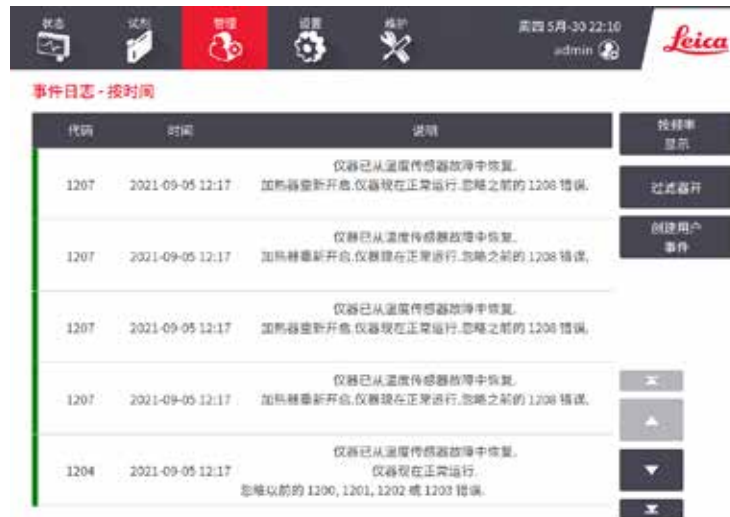 状态 试剂 管理 设置 维护
周四 5月-30 22:10
admin
Leica
事件日志 - 按时间
代码 时间 说明
按频率
显示
过滤器开
创建用户
事件
仪器已从温度传感器故障中恢复.
1207 2021-09-05 12:17 加热器重新开启.仪器现在正常运行.忽略之前的 1208 错误.
仪器已从温度传感器故障中恢复.
1207 2021-09-05 12:17 加热器重新开启.仪器现在正常运行.忽略之前的 1208 错误.
仪器已从温度传感器故障中恢复.
1207 2021-09-05 12:17 加热器重新开启.仪器现在正常运行.忽略之前的 1208 错误.
仪器已从温度传感器故障中恢复.
1207 2021-09-05 12:17 加热器重新开启.仪器现在正常运行.忽略之前的 1208 错误.
仪器已从温度传感器故障中恢复.
1204 2021-09-05 12:17 仪器现在正常运行.
忽略以前的 1200, 1201, 1202 或 1203 错误.